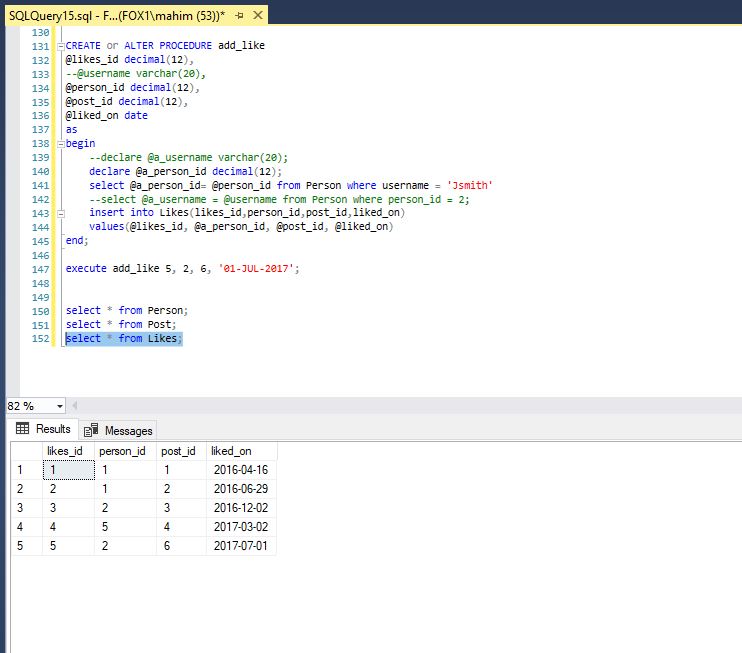 SQLQuery15.sql - F...(FOX1\mahim (53))*
130
131 CREATE or ALTER PROCEDURE add_like
132 @likes_id decimal(12),
133 --@username varchar(20),
134 @person_id decimal(12),
135 @post_id decimal(12),
136 @liked_on date
137 as
138 begin
139 --declare @a_username varchar(20);
140 declare @a_person_id decimal(12);
141 select @a_person_id= @person_id from Person where username = 'Jsmith'
142 --select @a_username = @username from Person where person_id = 2;
143 insert into Likes(likes_id,person_id,post_id,liked_on)
144 values(@likes_id, @a_person_id, @post_id, @liked_on)
145 end;
146
147 execute add_like 5, 2, 6, '01-JUL-2017';
148
149
150 select * from Person;
151 select * from Post;
152 select * from Likes;
82 %
Results Messages
likes_id person_id post_id liked_on
1 1 1 1 2016-04-16
2 2 1 2 2016-06-29
3 3 2 3 2016-12-02
4 4 5 4 2017-03-02
5 5 2 6 2017-07-01